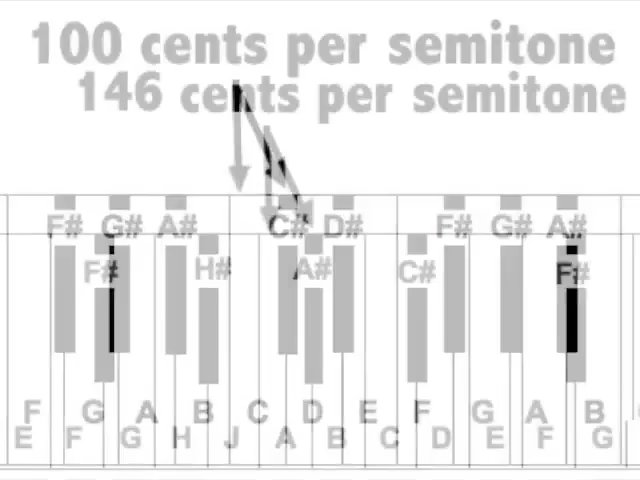 100 cents per semitone
146 cents per semitone
F# G# A# C# D# F# G# A#
F# H# A# C# F#
F G A B C D E F G A B
E F G H J A B C D E F G